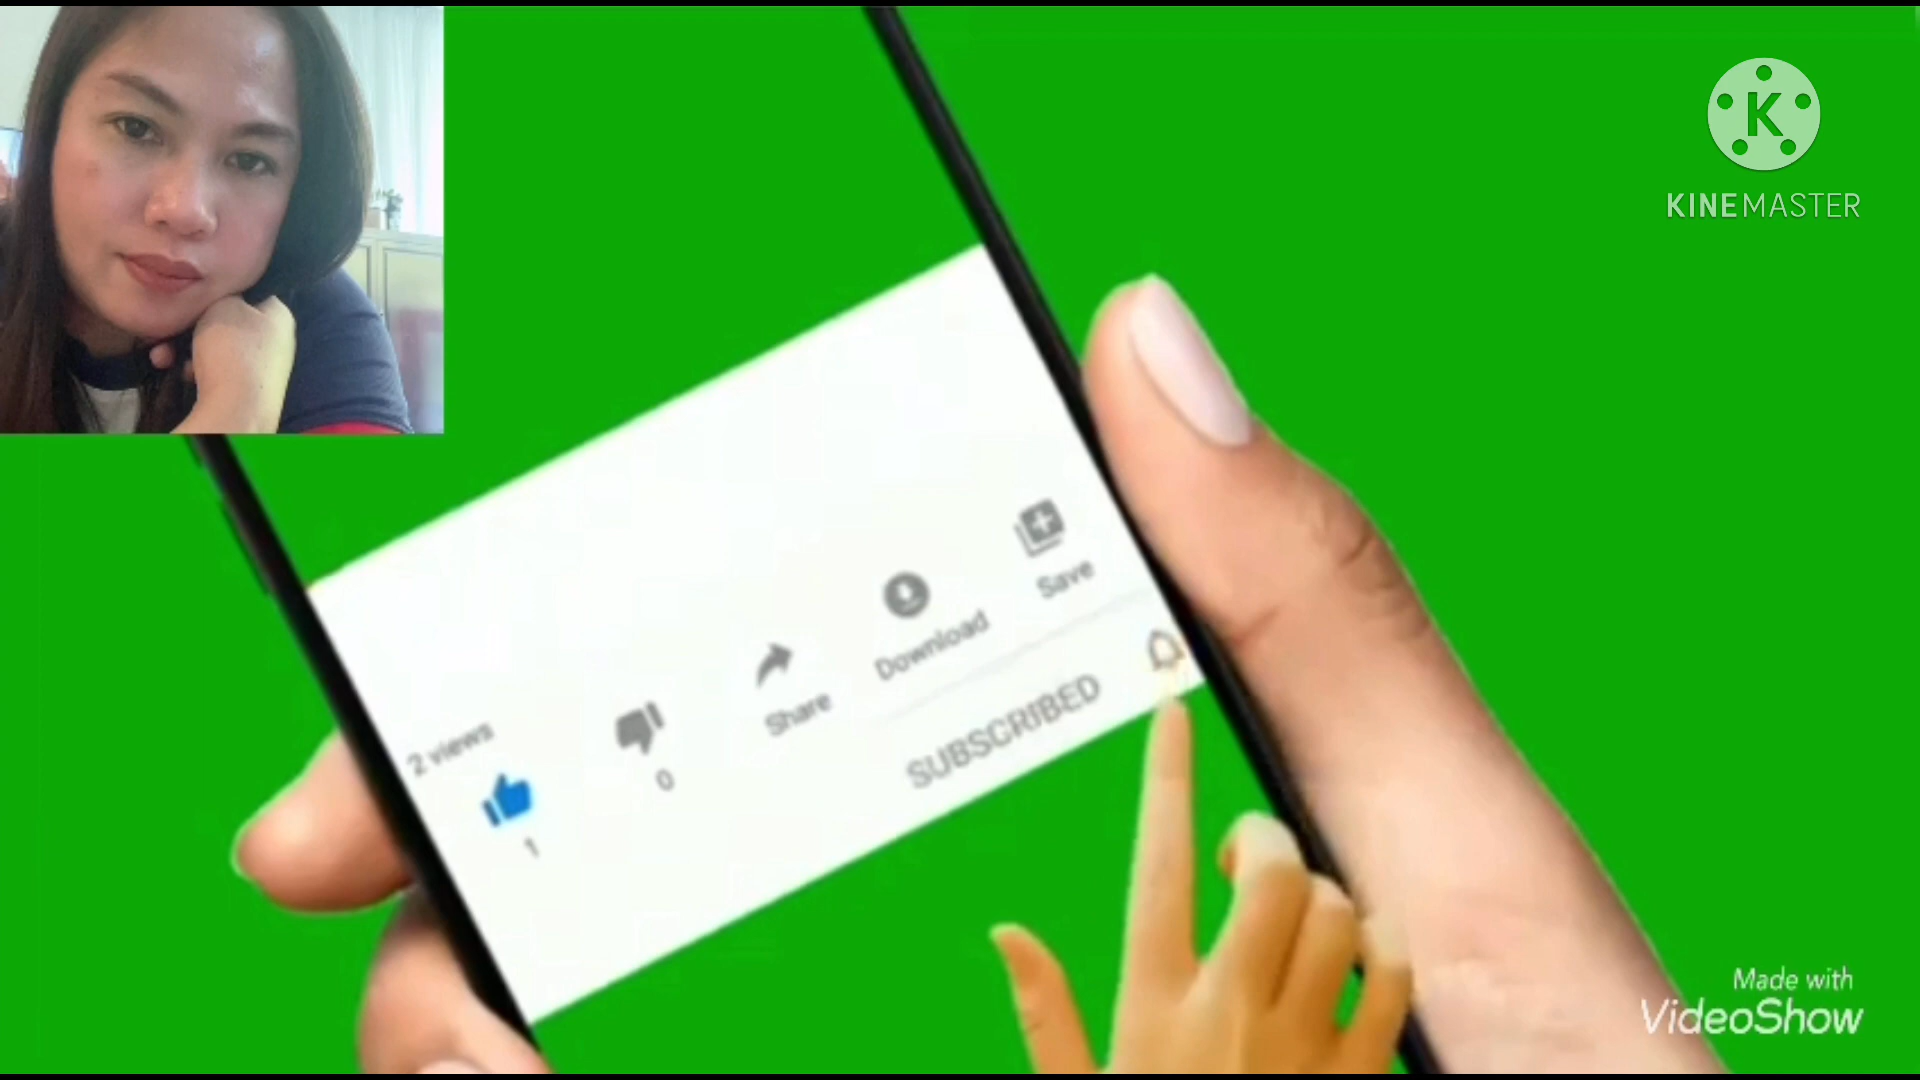 K
KINEMASTER
Save
Download
Share
2 views
0
1
SUBSCRIBED
Made with
VideoShow